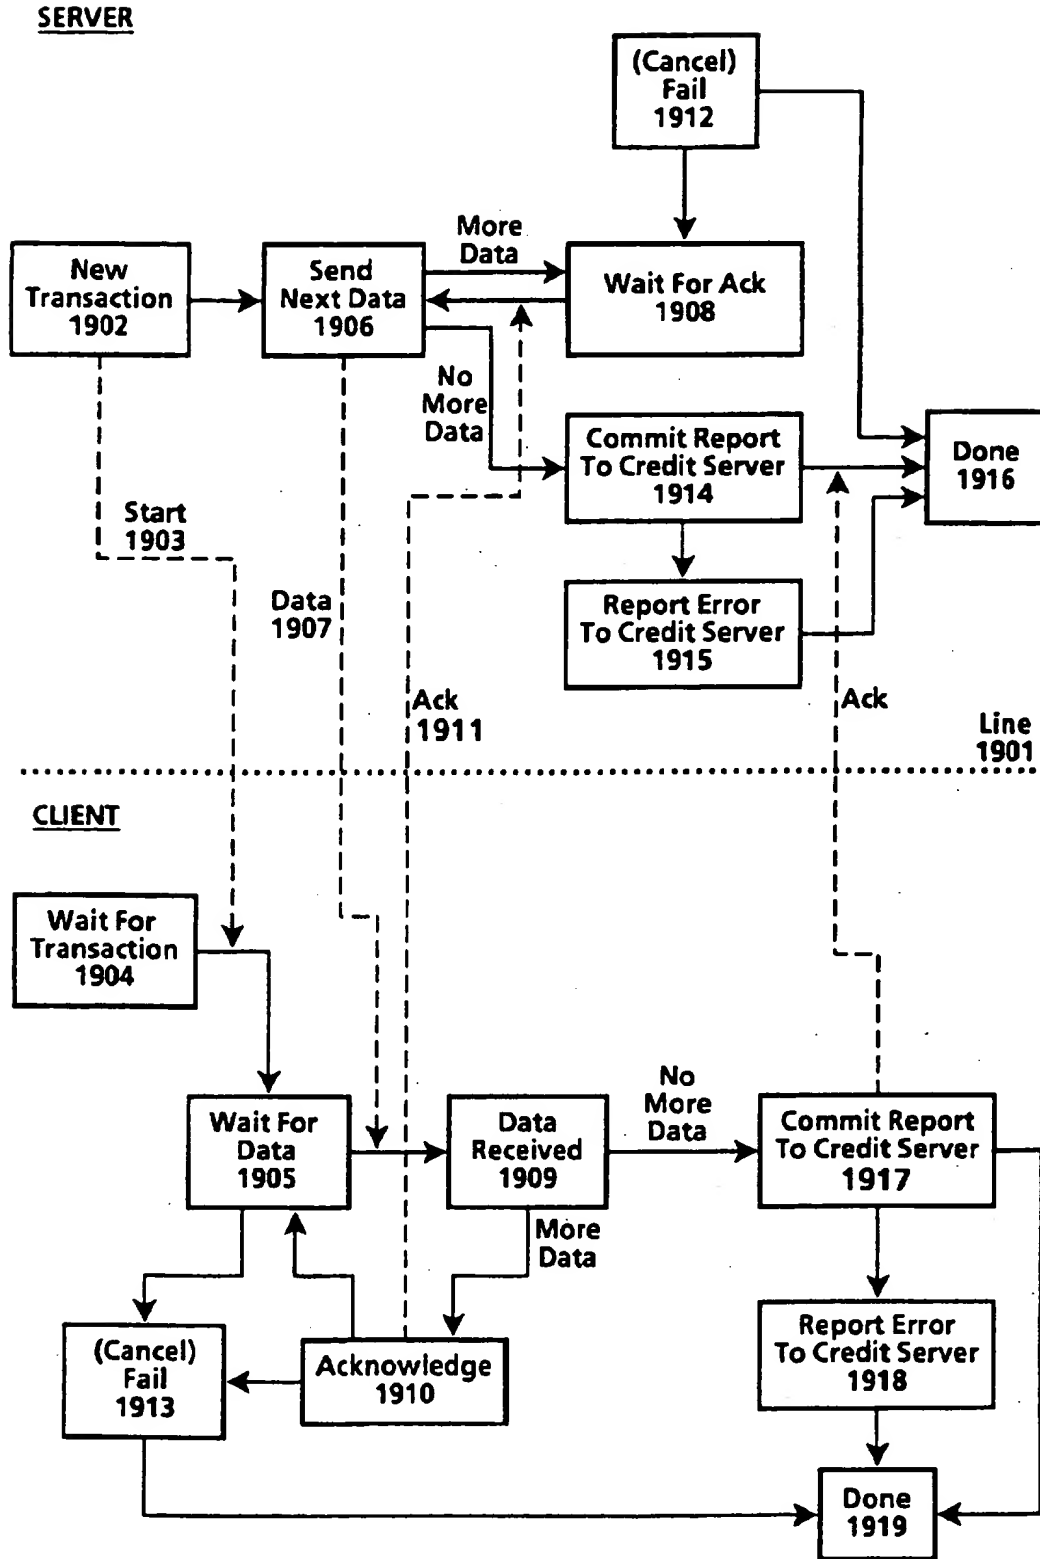 SERVER
(Cancel)
Fail
1912
New
Transaction
1902
Send
Next Data
1906
More
Data
Wait For Ack
1908
No
More
Data
Commit Report
To Credit Server
1914
Done
1916
Start
1903
Data
1907
Report Error
To Credit Server
1915
Ack
1911
Ack
Line
1901
CLIENT
Wait For
Transaction
1904
Wait For
Data
1905
Data
Received
1909
No
More
Data
Commit Report
To Credit Server
1917
More
Data
(Cancel)
Fail
1913
Acknowledge
1910
Report Error
To Credit Server
1918
Done
1919